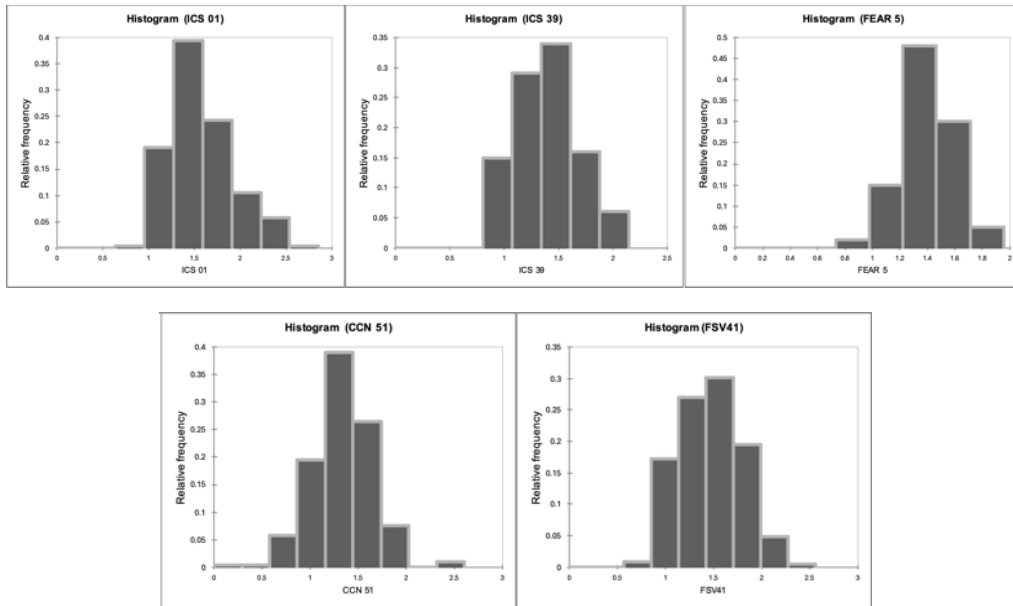 Histogram (ICS 01)
Relative frequency
0.4
0.35
0.3
0.25
0.2
0.15
0.1
0.05
0
0 0.5 1 1.5 2 2.5 3
ICS 01
Histogram (ICS 39)
Relative frequency
0.35
0.3
0.25
0.2
0.15
0.1
0.05
0
0 0.5 1 1.5 2 2.5
ICS 39
Histogram (FEAR 5)
Relative frequency
0.5
0.45
0.4
0.35
0.3
0.25
0.2
0.15
0.1
0.05
0
0 0.2 0.4 0.6 0.8 1 1.2 1.4 1.6 1.8 2
FEAR 5
Histogram (CCN 51)
Relative frequency
0.4
0.35
0.3
0.25
0.2
0.15
0.1
0.05
0
0 0.5 1 1.5 2 2.5 3
CCN 51
Histogram (FSV41)
Relative frequency
0.35
0.3
0.25
0.2
0.15
0.1
0.05
0
0 0.5 1 1.5 2 2.5 3
FSV41